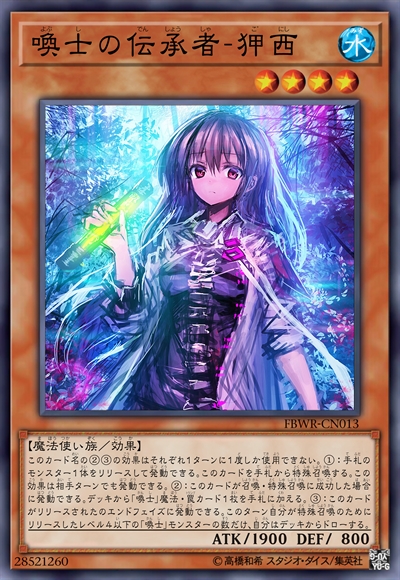 喚士の伝承者-狎西
水
FBWR-CN013
【魔法使い族／効果】
このカード名の②③の効果はそれぞれ1ターンに1度しか使用できない。①：手札の
モンスター1体をリリースして発動できる。このカードを手札から特殊召喚する。この
効果は相手ターンでも発動できる。②：このカードが召喚・特殊召喚に成功した場合
に発動できる。デッキから「喚士」魔法・罠カード1枚を手札に加える。③：このカード
がリリースされたのエンドフェイズに発動できる。このターン自分が特殊召喚のために
リリースしたレベル4以下の「喚士」モンスターの数だけ、自分はデッキからドローする。
ATK/1900 DEF/ 800
28521260
©高橋和希 スタジオ・ダイス/集英社